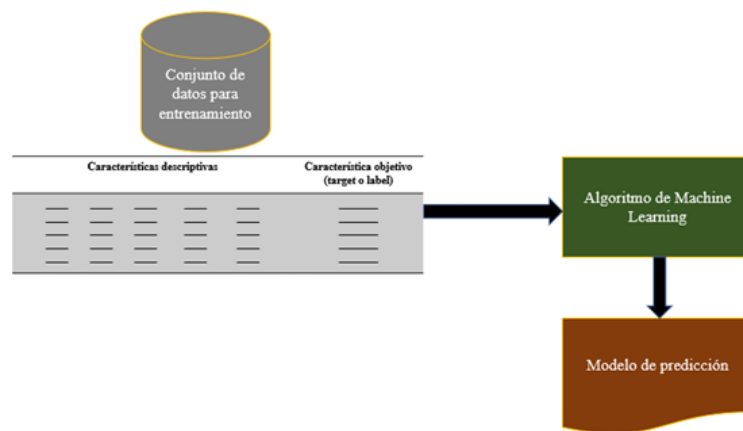 Conjunto de
datos para
entrenamiento
Características descriptivas
Característica objetivo
(target o label)
Algoritmo de Machine
Learning
Modelo de predicción